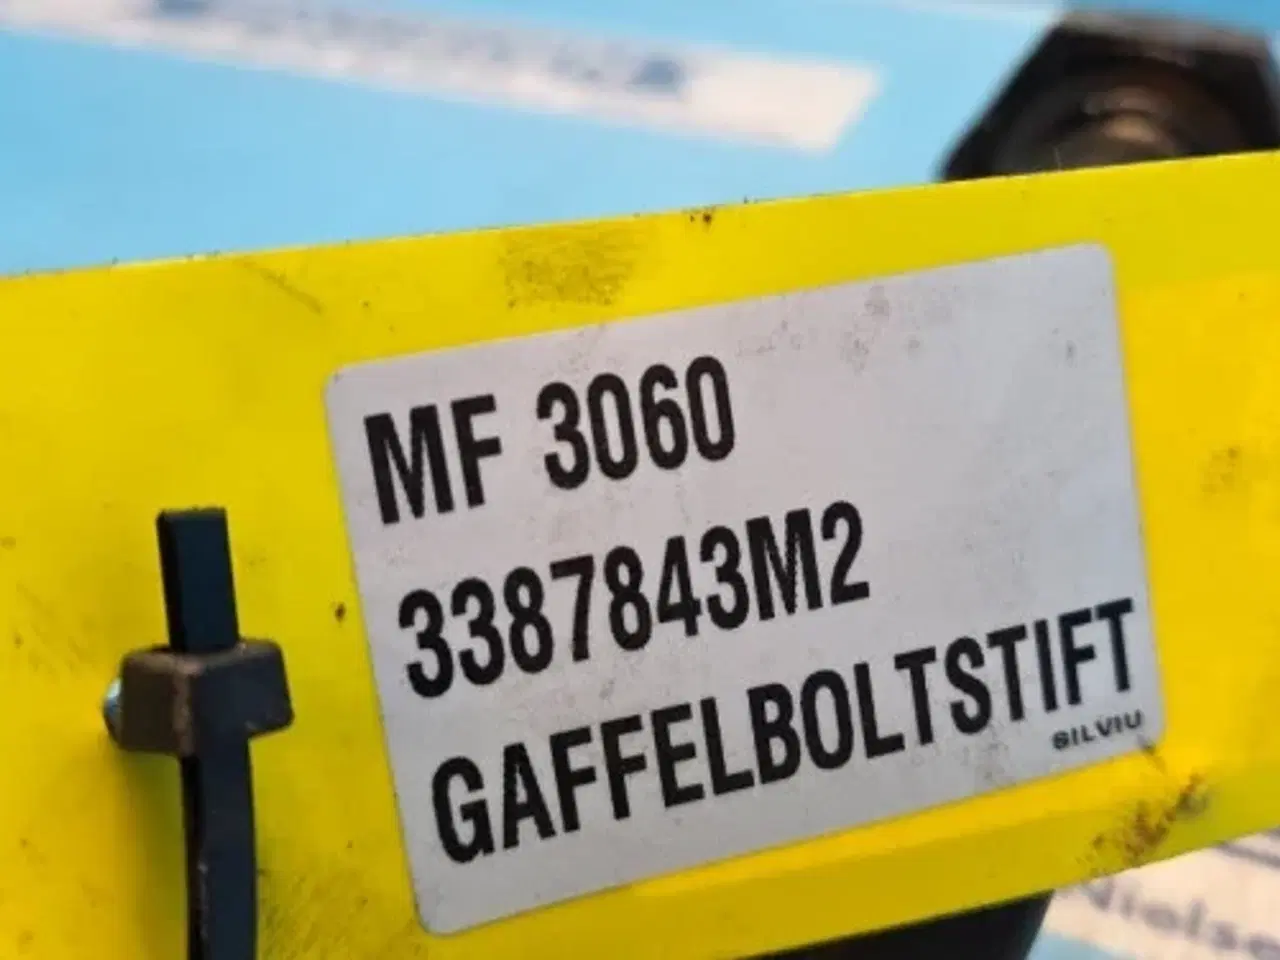 MF 3060
3387843M2
GAFFELBOLTSTIFT
SILVIU